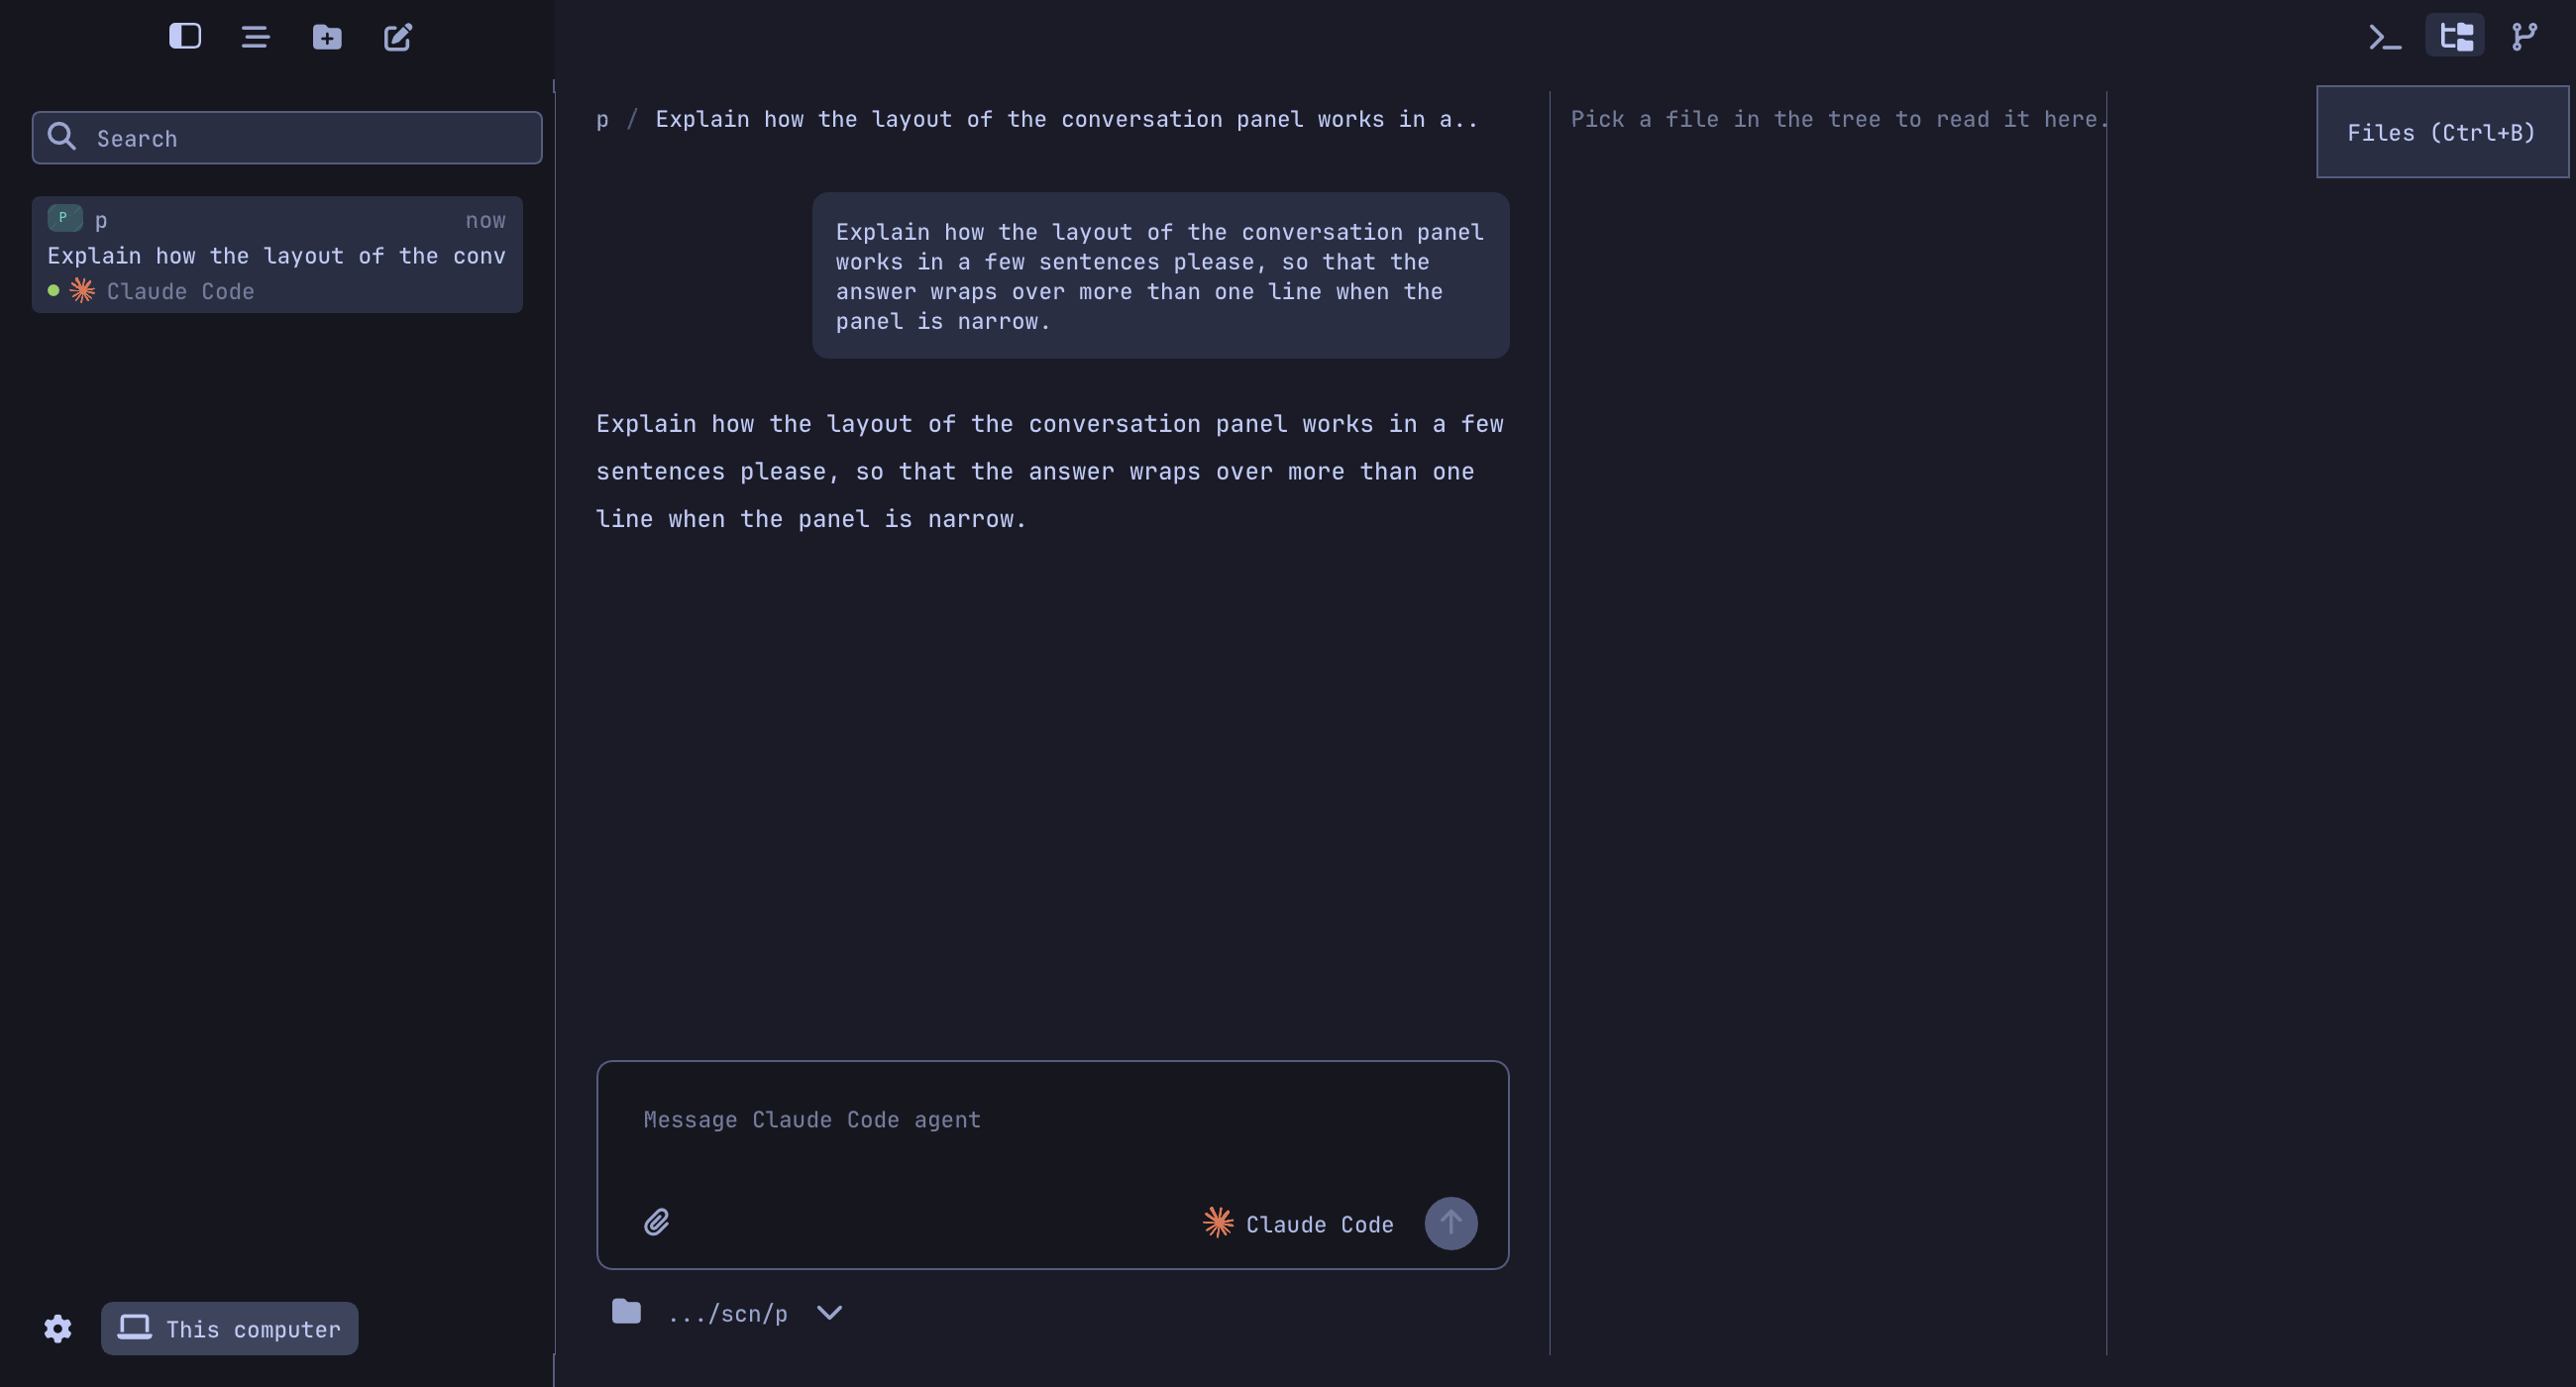 Search
P p now
Explain how the layout of the conv
Claude Code
p / Explain how the layout of the conversation panel works in a..
Explain how the layout of the conversation panel
works in a few sentences please, so that the
answer wraps over more than one line when the
panel is narrow.
Explain how the layout of the conversation panel works in a few
sentences please, so that the answer wraps over more than one
line when the panel is narrow.
Message Claude Code agent
Claude Code
.../scn/p
This computer
Pick a file in the tree to read it here.
Files (Ctrl+B)